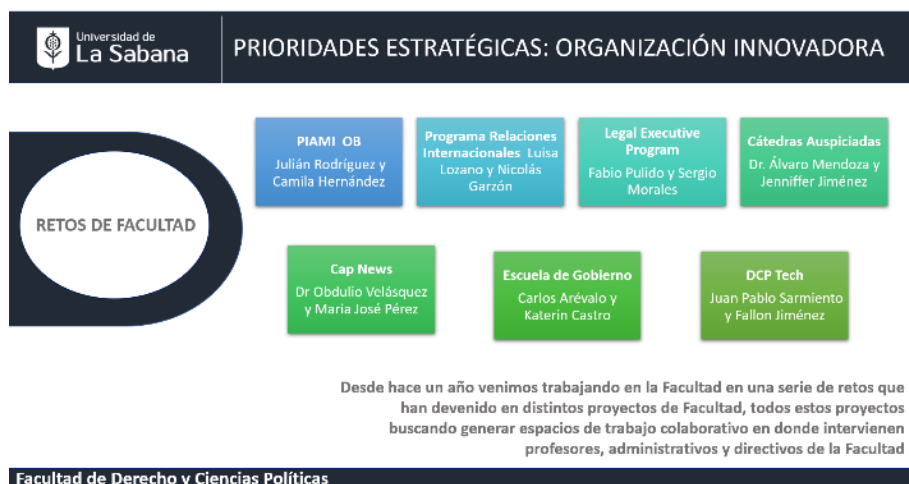 Universidad de
La Sabana
PRIORIDADES ESTRATÉGICAS: ORGANIZACIÓN INNOVADORA
RETOS DE FACULTAD
PIAMI OB
Julián Rodríguez y
Camila Hernández
Programa Relaciones
Internacionales Luisa
Lozano y Nicolás
Garzón
Legal Executive
Program
Fabio Pulido y Sergio
Morales
Cátedras Auspiciadas
Dr. Álvaro Mendoza y
Jenniffer Jiménez
Cap News
Dr Obdulio Velásquez
y Maria José Pérez
Escuela de Gobierno
Carlos Arévalo y
Katerin Castro
DCP Tech
Juan Pablo Sarmiento
y Fallon Jiménez
Desde hace un año venimos trabajando en la Facultad en una serie de retos que
han devenido en distintos proyectos de Facultad, todos estos proyectos
buscando generar espacios de trabajo colaborativo en donde intervienen
profesores, administrativos y directivos de la Facultad
Facultad de Derecho y Ciencias Políticas